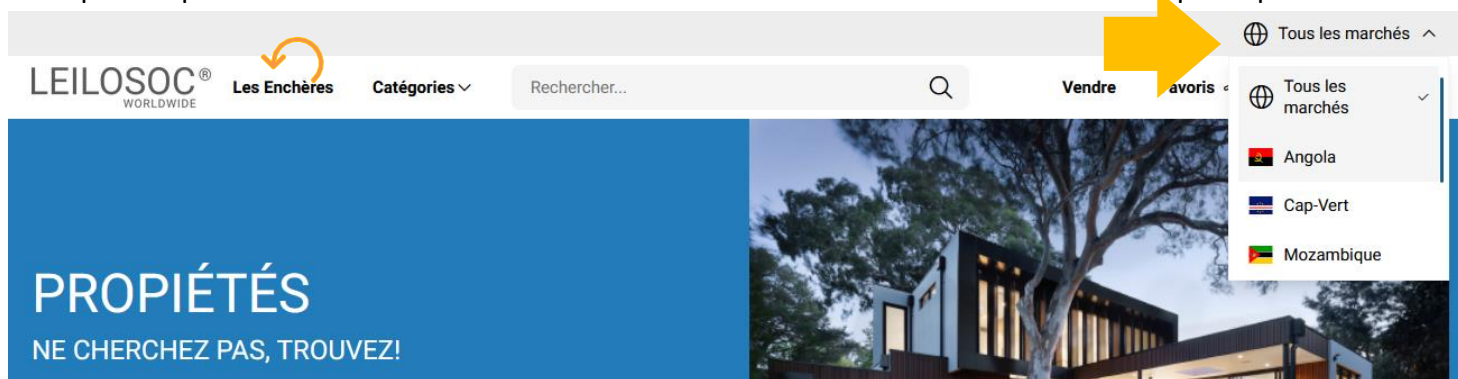 Tous les marchés
LEILOSOC®
WORLDWIDE
Les Enchères Catégories Rechercher... Vendre
Tous les
marchés
Angola
Cap-Vert
Mozambique
PROPIÉTÉS
NE CHERCHEZ PAS, TROUVEZ!